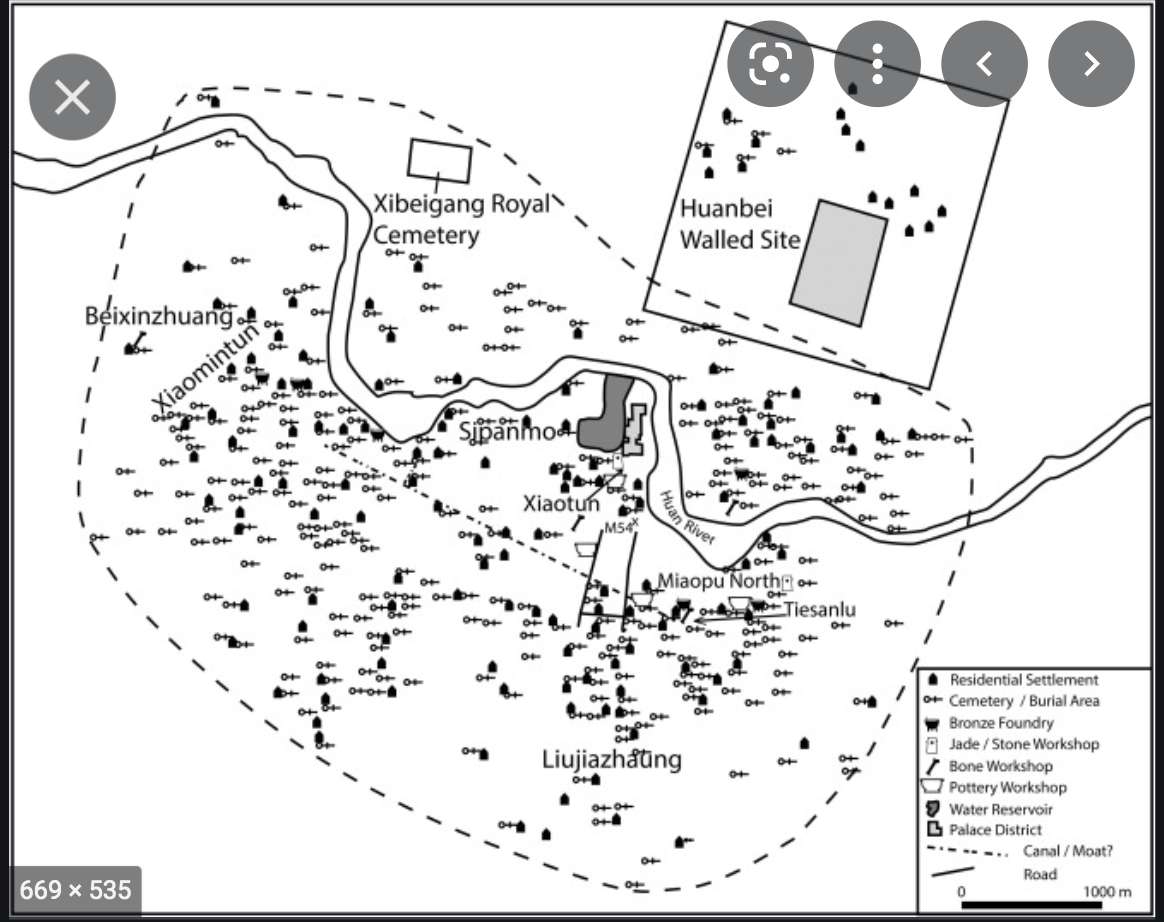 Xibeigang Royal
Cemetery
Huanbei
Walled Site
Beixinzhuang
Xiaomintun
Sipanmo
Xiaotun
Huan River
M54
x
Miaopu North
Tiesanlu
Liujiazhaung
Residential Settlement
Cemetery / Burial Area
Bronze Foundry
Jade / Stone Workshop
Bone Workshop
Pottery Workshop
Water Reservoir
Palace District
Canal / Moat?
Road
0 1000 m
669 × 535